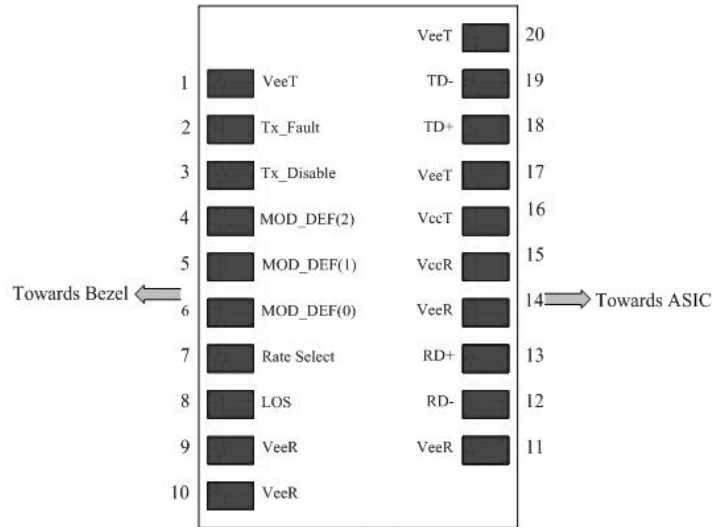 VeeT 20
1 VeeT TD- 19
2 Tx_Fault TD+ 18
3 Tx_Disable VeeT 17
4 MOD_DEF(2) VccT 16
5 MOD_DEF(1) VccR 15
Towards Bezel
6 MOD_DEF(0) VeeR 14
Towards ASIC
7 Rate Select RD+ 13
8 LOS RD- 12
9 VeeR VeeR 11
10 VeeR